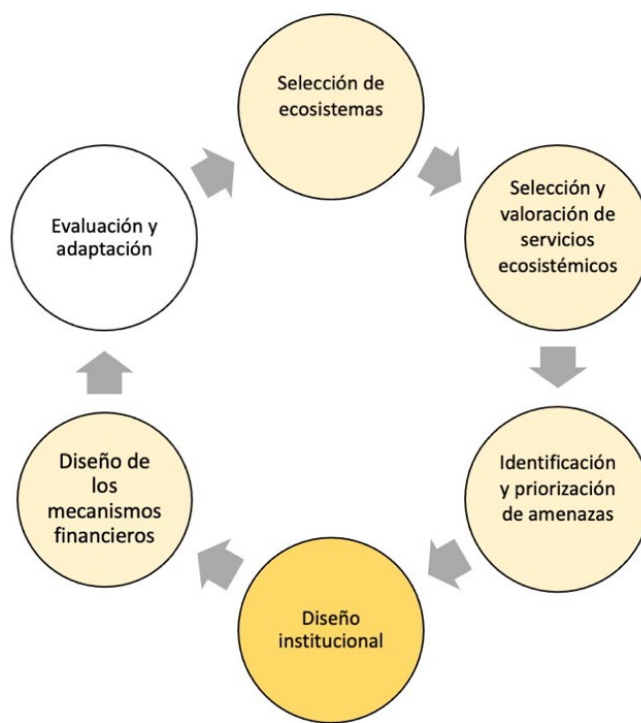 Selección de
ecosistemas
Selección y
valoración de
servicios
ecosistémicos
Identificación
y priorización
de amenazas
Diseño
institucional
Diseño de
los
mecanismos
financieros
Evaluación y
adaptación